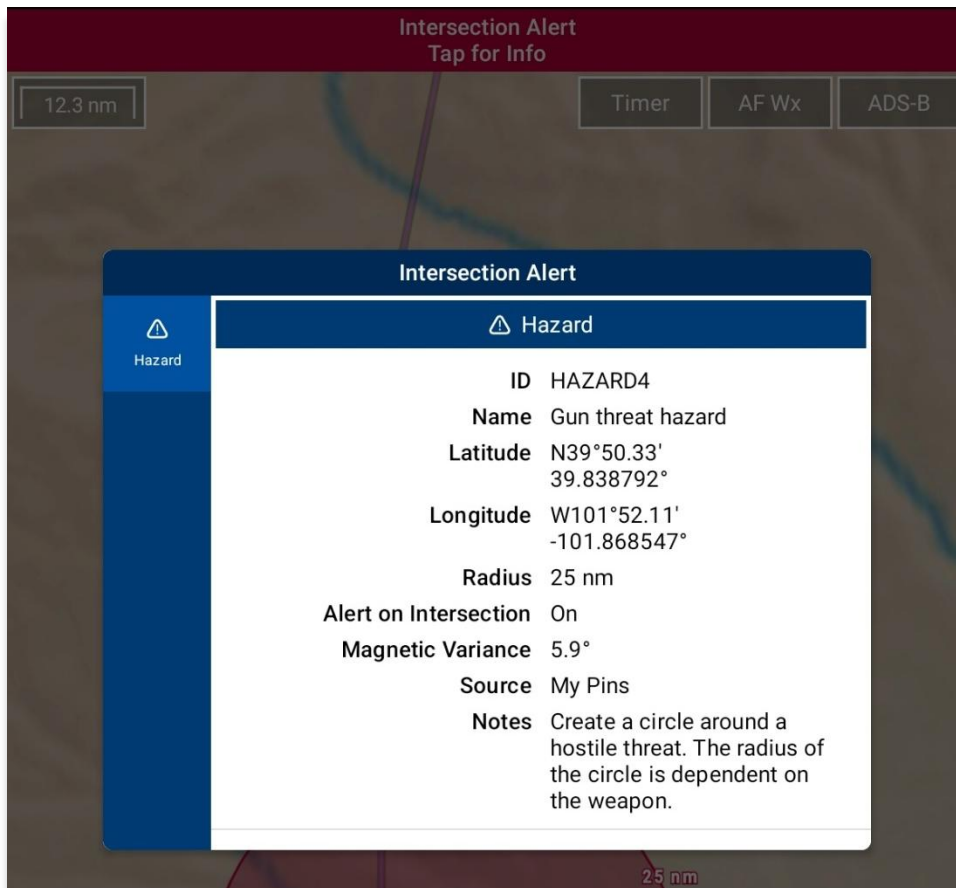 Intersection Alert
Tap for Info
12.3 nm
Timer
AF Wx
ADS-B
Intersection Alert
Hazard
Hazard
ID HAZARD4
Name Gun threat hazard
Latitude N39°50.33'
39.838792°
Longitude W101°52.11'
-101.868547°
Radius 25 nm
Alert on Intersection On
Magnetic Variance 5.9°
Source My Pins
Notes Create a circle around a
hostile threat. The radius of
the circle is dependent on
the weapon.
25 nm